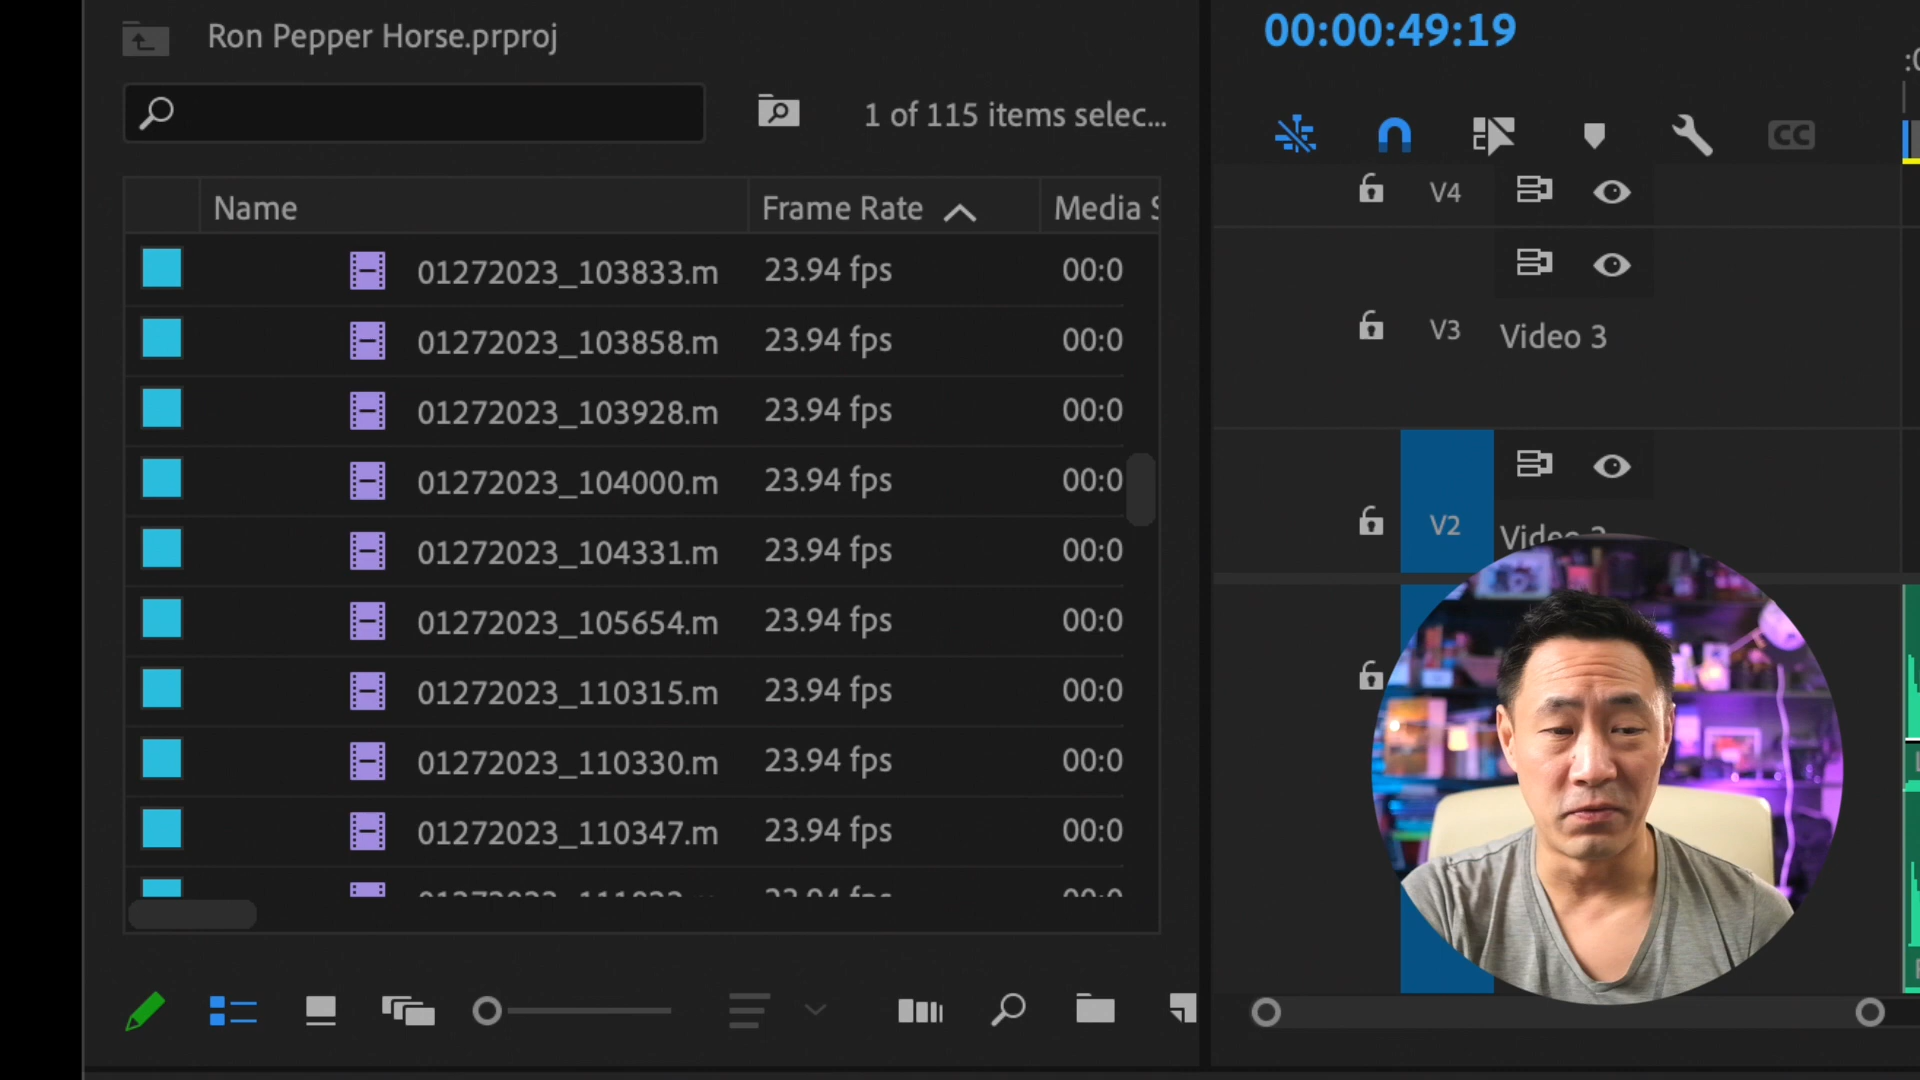 Ron Pepper Horse.prproj
1 of 115 items selec...
Name Frame Rate Media S
01272023_103833.m 23.94 fps 00:0
01272023_103858.m 23.94 fps 00:0
01272023_103928.m 23.94 fps 00:0
01272023_104000.m 23.94 fps 00:0
01272023_104331.m 23.94 fps 00:0
01272023_105654.m 23.94 fps 00:0
01272023_110315.m 23.94 fps 00:0
01272023_110330.m 23.94 fps 00:0
01272023_110347.m 23.94 fps 00:0
00:00:49:19
CC
V4
V3 Video 3
V2 Video